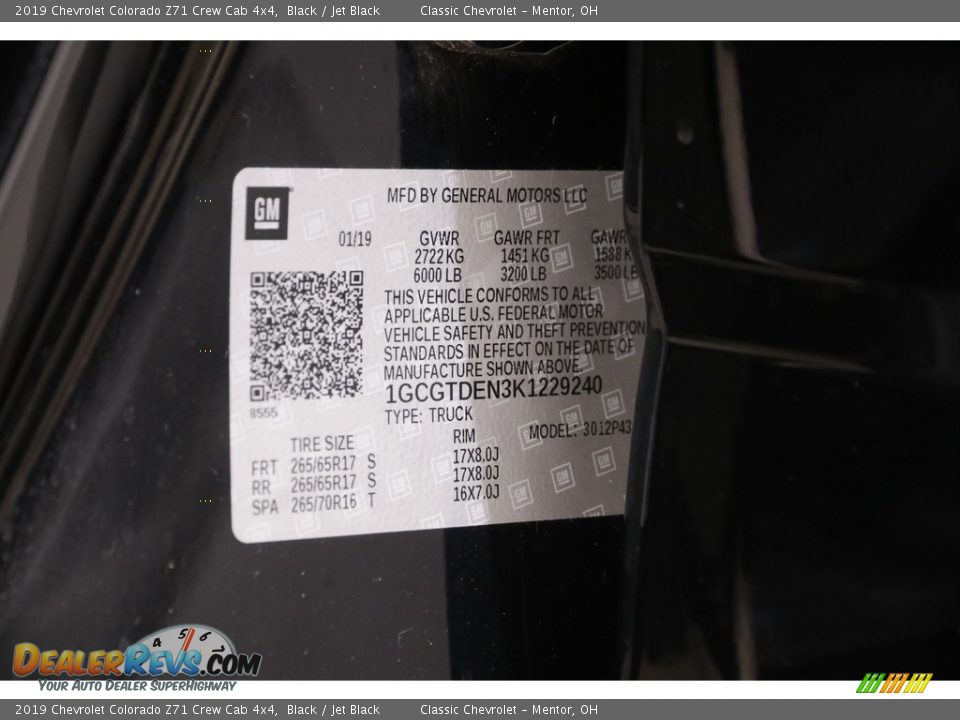 2019 Chevrolet Colorado Z71 Crew Cab 4x4, Black / Jet Black Classic Chevrolet – Mentor, OH
GM
MFD BY GENERAL MOTORS LLC
01/19 GVWR GAWR FRT GAWR
2722 KG 1451 KG 1588 K
6000 LB 3200 LB 3500 LB
THIS VEHICLE CONFORMS TO ALL
APPLICABLE U.S. FEDERAL MOTOR
VEHICLE SAFETY AND THEFT PREVENTION
STANDARDS IN EFFECT ON THE DATE OF
MANUFACTURE SHOWN ABOVE.
1GCGTDEN3K1229240
8555
TYPE: TRUCK
MODEL: 3012P43
TIRE SIZE RIM
FRT 265/65R17 S 17X8.0J
RR 265/65R17 S 17X8.0J
SPA 265/70R16 T 16X7.0J
4 5 6
DEALERREVS.COM
YOUR AUTO DEALER SUPERHIGHWAY
2019 Chevrolet Colorado Z71 Crew Cab 4x4, Black / Jet Black Classic Chevrolet – Mentor, OH